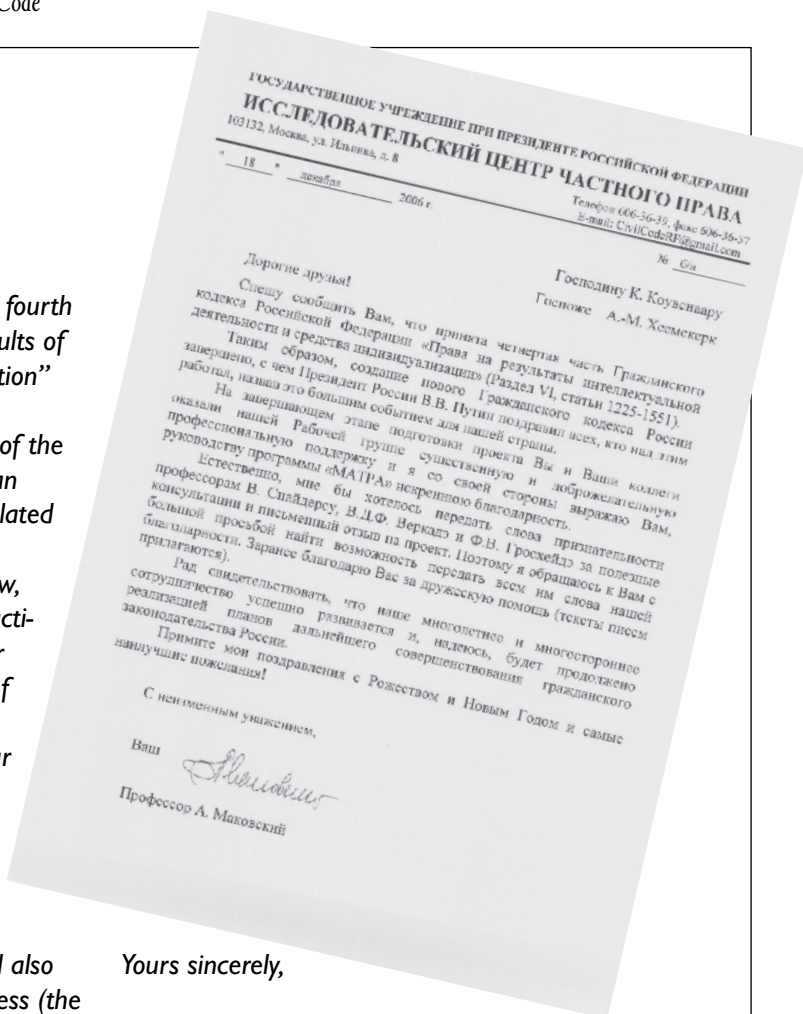 Code
fourth
ults of
tion”
of the
an
lated
w,
cti-
r
f
ur
l also
ess (the
Yours sincerely,
ГОСУДАРСТВЕННОЕ УЧРЕЖДЕНИЕ ПРИ ПРЕЗИДЕНТЕ РОССИЙСКОЙ ФЕДЕРАЦИИ
ИССЛЕДОВАТЕЛЬСКИЙ ЦЕНТР ЧАСТНОГО ПРАВА
103132, Москва, ул. Ильинка, д. 8
Телефон 606-36-39, факс 606-36-57
E-mail: CivilCodeRF@gmail.com
" 18 " декабря 2006 г.
№ б/н
Господину К. Коувенаару
Госпоже А.-М. Хеемскерк
Дорогие друзья!
Спешу сообщить Вам, что принята четвертая часть Гражданского
кодекса Российской Федерации «Права на результаты интеллектуальной
деятельности и средства индивидуализации» (Раздел VI, статьи 1225-1551).
Таким образом, создание нового Гражданского кодекса России
завершено, с чем Президент России В.В. Путин поздравил всех, кто над этим
работал, назвав это большим событием для нашей страны.
На завершающем этапе подготовки проекта Вы и Ваши коллеги
оказали нашей Рабочей группе существенную и доброжелательную
профессиональную поддержку и я со своей стороны выражаю Вам,
руководству программы «МАТРА» искреннюю благодарность.
Естественно, мне бы хотелось передать слова признательности
профессорам В. Снайдерсу, В.Д.Ф. Веркадэ и Ф.В. Гросхейдэ за полезные
консультации и письменный отзыв на проект. Поэтому я обращаюсь к Вам с
большой просьбой найти возможность передать всем им слова нашей
благодарности. Заранее благодарю Вас за дружескую помощь (тексты писем
прилагаются).
Рад свидетельствовать, что наше многолетнее и многостороннее
сотрудничество успешно развивается и, надеюсь, будет продолжено
реализацией планов дальнейшего совершенствования гражданского
законодательства России.
Примите мои поздравления с Рожеством и Новым Годом и самые
наилучшие пожелания!
С неизменным уважением,
Ваш
Профессор А. Маковский